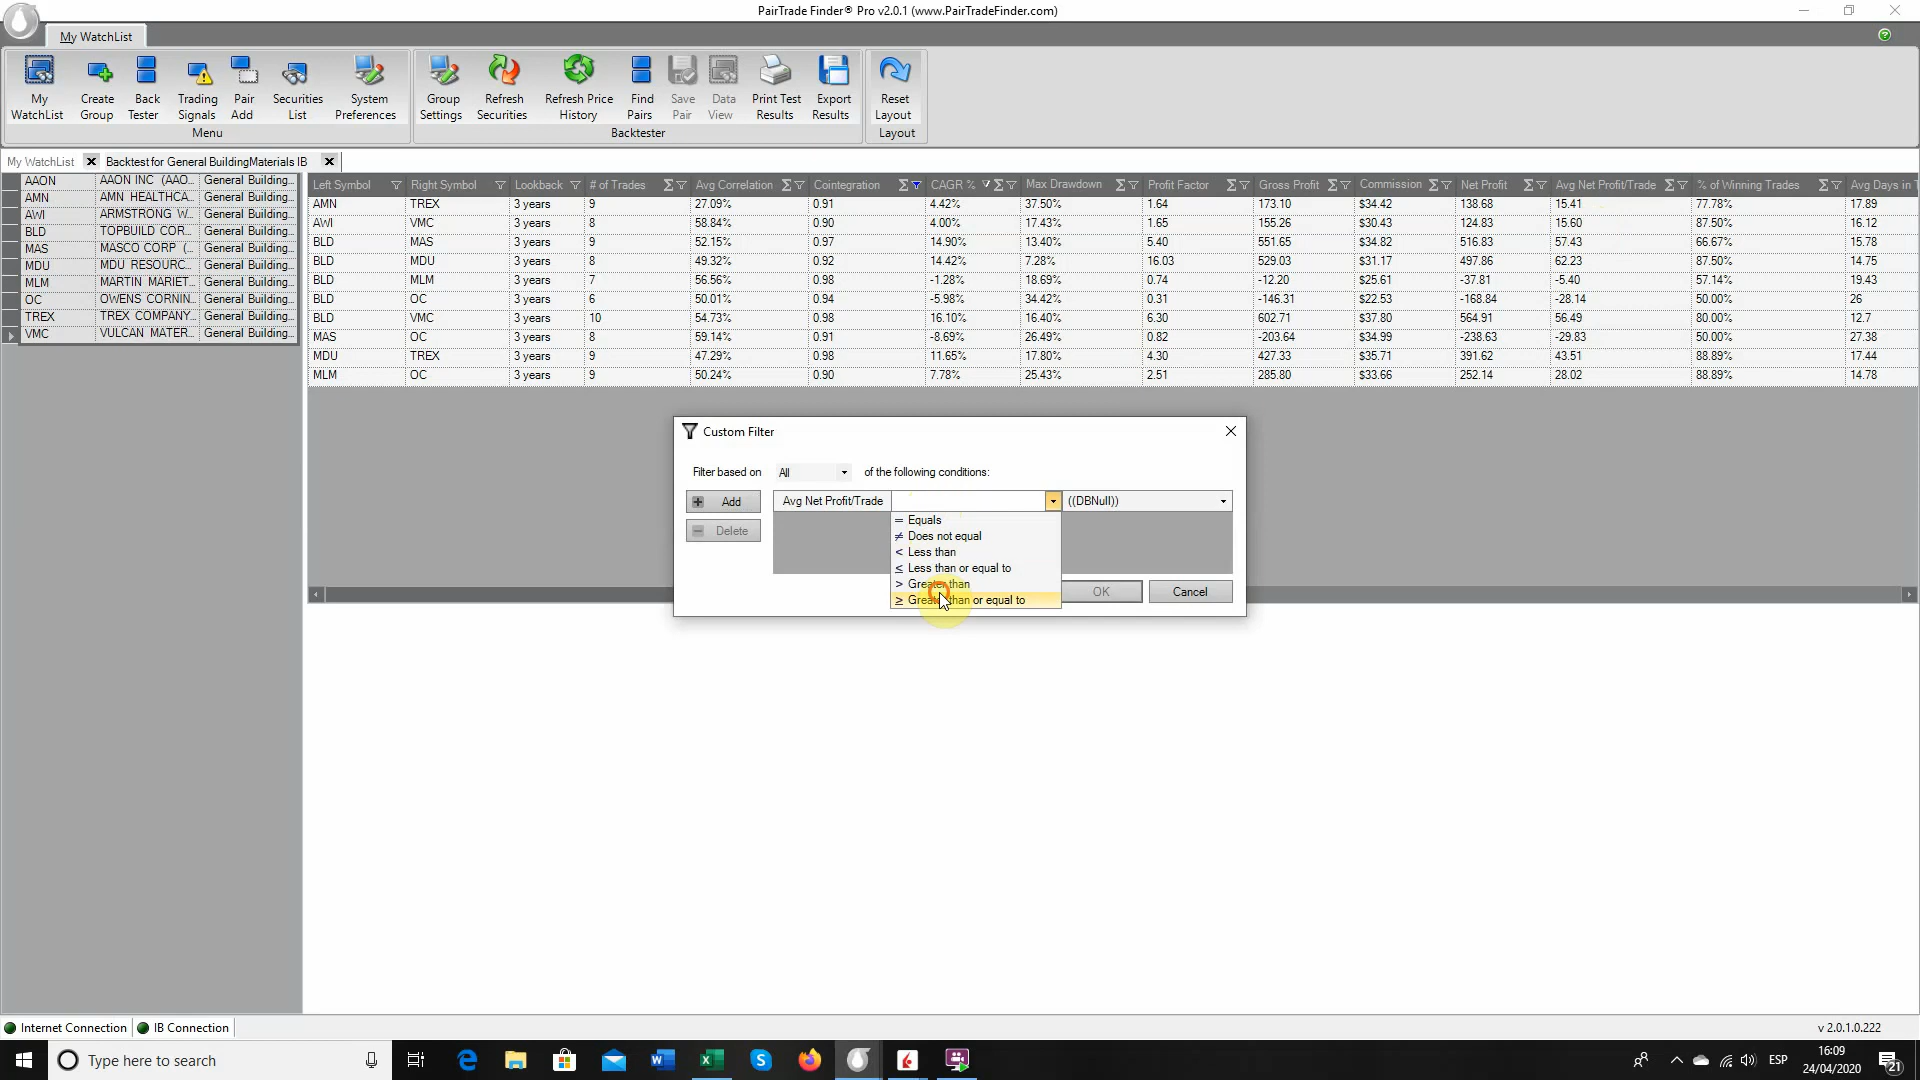 PairTrade Finder® Pro v2.0.1 (www.PairTradeFinder.com)
My WatchList
My WatchList
Create Group
Back Tester
Trading Signals
Pair Add
Securities List
System Preferences
Menu
Group Settings
Refresh Securities
Refresh Price History
Find Pairs
Save Pair
Data View
Print Test Results
Export Results
Backtester
Reset Layout
Layout
My WatchList Backtest for General BuildingMaterials IB
AAON AAON INC (AAO... General Building...
AMN AMN HEALTHCA... General Building...
AWI ARMSTRONG W... General Building...
BLD TOPBUILD COR... General Building...
MAS MASCO CORP (... General Building...
MDU MDU RESOURC... General Building...
MLM MARTIN MARIET... General Building...
OC OWENS CORNIN... General Building...
TREX TREX COMPANY... General Building...
VMC VULCAN MATER... General Building...
Left Symbol Right Symbol Lookback # of Trades Avg Correlation Cointegration CAGR % Max Drawdown Profit Factor Gross Profit Commission Net Profit Avg Net Profit/Trade % of Winning Trades Avg Days in T
AMN TREX 3 years 9 27.09% 0.91 4.42% 37.50% 1.64 173.10 $34.42 138.68 15.41 77.78% 17.89
AWI VMC 3 years 8 58.84% 0.90 4.00% 17.43% 1.65 155.26 $30.43 124.83 15.60 87.50% 16.12
BLD MAS 3 years 9 52.15% 0.97 14.90% 13.40% 5.40 551.65 $34.82 516.83 57.43 66.67% 15.78
BLD MDU 3 years 8 49.32% 0.92 14.42% 7.28% 16.03 529.03 $31.17 497.86 62.23 87.50% 14.75
BLD MLM 3 years 7 56.56% 0.98 -1.28% 18.69% 0.74 -12.20 $25.61 -37.81 -5.40 57.14% 19.43
BLD OC 3 years 6 50.01% 0.94 -5.98% 34.42% 0.31 -146.31 $22.53 -168.84 -28.14 50.00% 26
BLD VMC 3 years 10 54.73% 0.98 16.10% 16.40% 6.30 602.71 $37.80 564.91 56.49 80.00% 12.7
MAS OC 3 years 8 59.14% 0.91 -8.69% 26.49% 0.82 -203.64 $34.99 -238.63 -29.83 50.00% 27.38
MDU TREX 3 years 9 47.29% 0.98 11.65% 17.80% 4.30 427.33 $35.71 391.62 43.51 88.89% 17.44
MLM OC 3 years 9 50.24% 0.90 7.78% 25.43% 2.51 285.80 $33.66 252.14 28.02 88.89% 14.78
Custom Filter
Filter based on All of the following conditions:
Add Avg Net Profit/Trade ((DBNull))
Delete
= Equals
≠ Does not equal
< Less than
≤ Less than or equal to
> Greater than
≥ Greater than or equal to
OK Cancel
Internet Connection IB Connection v 2.0.1.0.222
Type here to search
ESP
16:09
24/04/2020
21